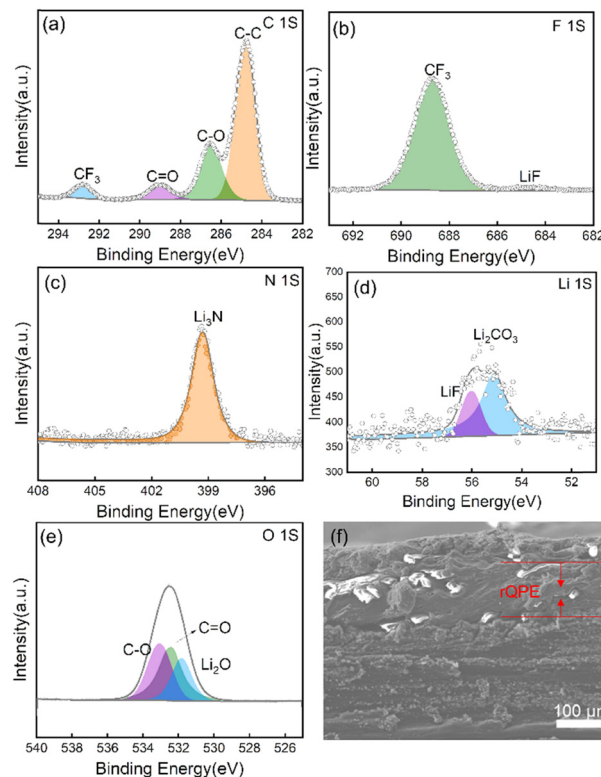 (a)
C 1S
C-C
C-O
C=O
CF₃
Intensity(a.u.)
294 292 290 288 286 284 282
Binding Energy(eV)
(b)
F 1S
CF₃
LiF
Intensity(a.u.)
692 690 688 686 684 682
Binding Energy(eV)
(c)
N 1S
Li₃N
Intensity(a.u.)
408 405 402 399 396
Binding Energy(eV)
(d)
Li 1S
Li₂CO₃
LiF
Intensity(a.u.)
700
650
600
550
500
450
400
350
300
60 58 56 54 52
Binding Energy(eV)
(e)
O 1S
C=O
C-O
Li₂O
Intensity(a.u.)
540 538 536 534 532 530 528 526
Binding Energy(eV)
(f)
rQPE
100 μm